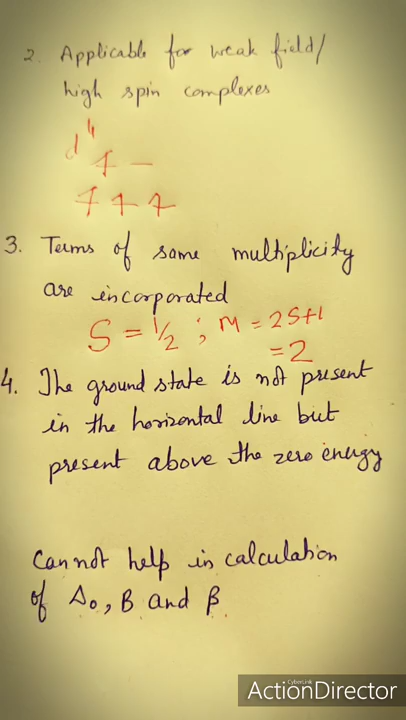 2. Applicable for weak field/
high spin complexes
d4
3. Terms of same multiplicity
are incorporated
S = 1/2 ; M = 2S+1
= 2
4. The ground state is not present
in the horizontal line but
present above the zero energy
Cannot help in calculation
of Δo, B and β
CyberLink
ActionDirector